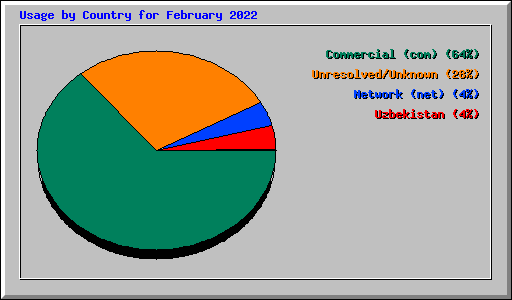 Usage by Country for February 2022
Commercial (com) (64%)
Unresolved/Unknown (28%)
Network (net) (4%)
Uzbekistan (4%)